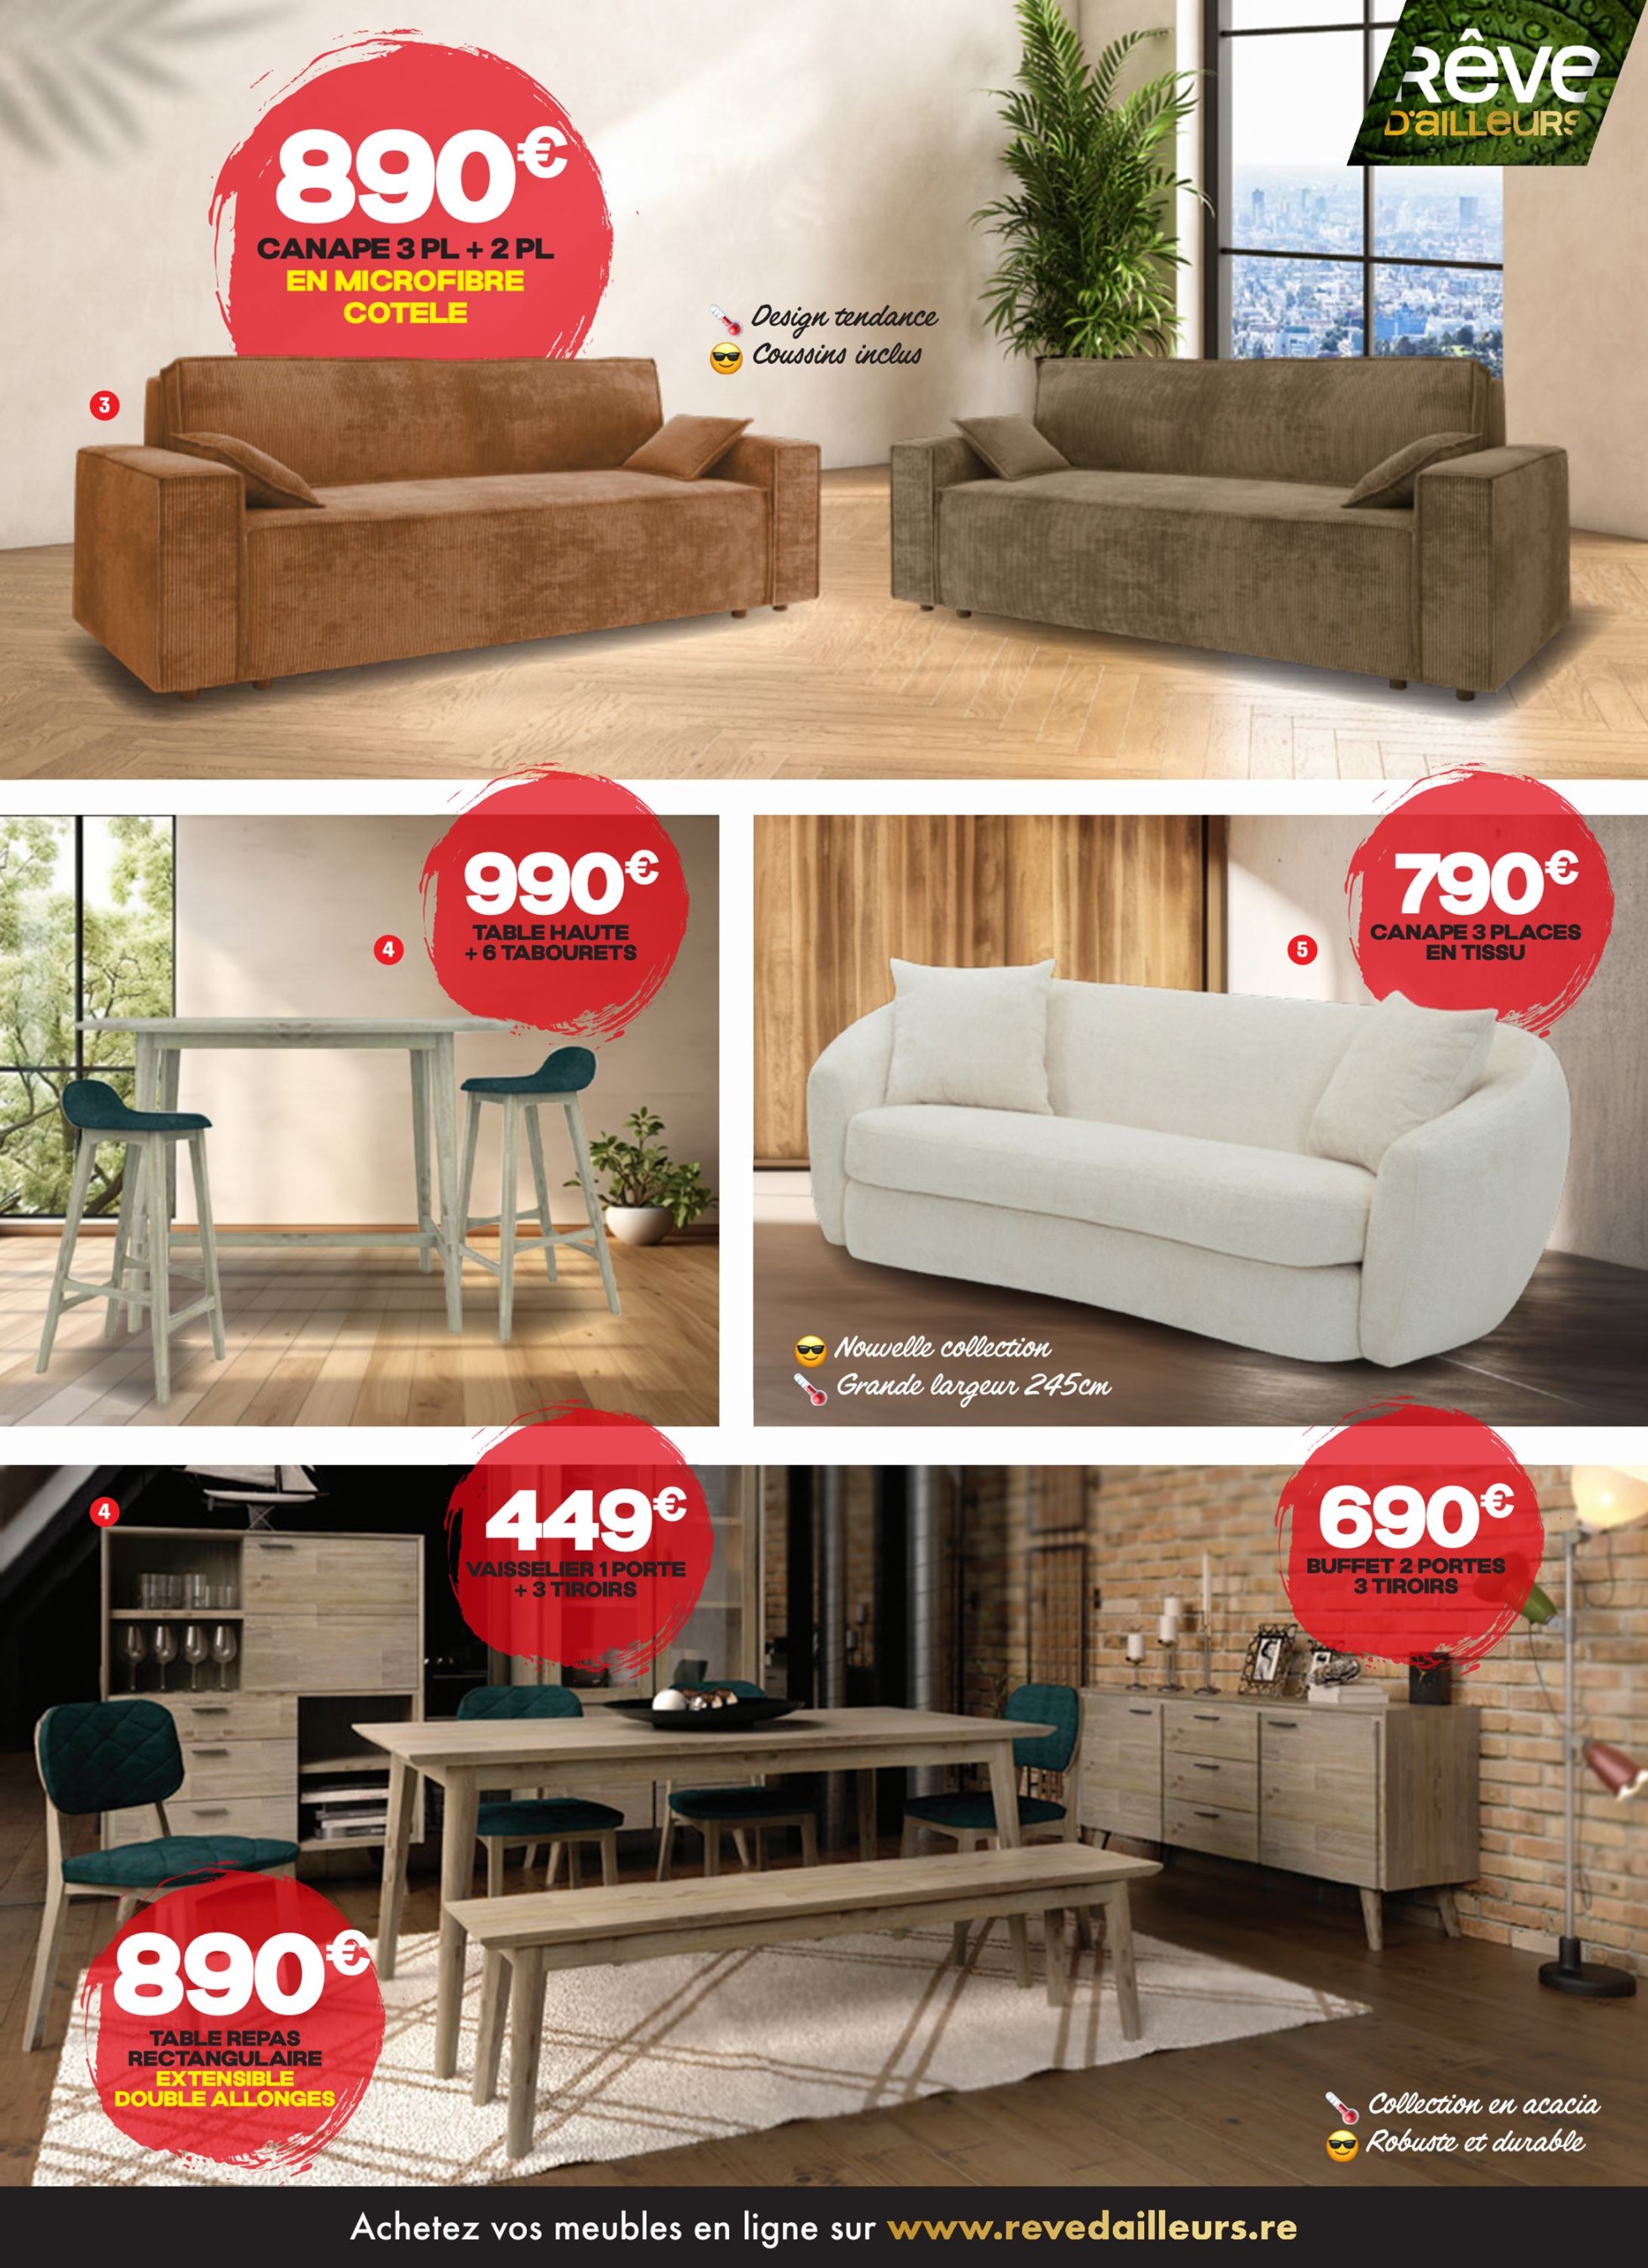 Rêve
D'AILLEURS
890€
CANAPE 3 PL + 2 PL
EN MICROFIBRE
COTELE
Design tendance
Coussins inclus
3
990€
TABLE HAUTE
+ 6 TABOURETS
4
790€
CANAPE 3 PLACES
EN TISSU
5
Nouvelle collection
Grande largeur 245cm
4
449€
VAISSELIER 1 PORTE
+ 3 TIROIRS
690€
BUFFET 2 PORTES
3 TIROIRS
890€
TABLE REPAS
RECTANGULAIRE
EXTENSIBLE
DOUBLE ALLONGES
Collection en acacia
Robuste et durable
Achetez vos meubles en ligne sur www.revedailleurs.re